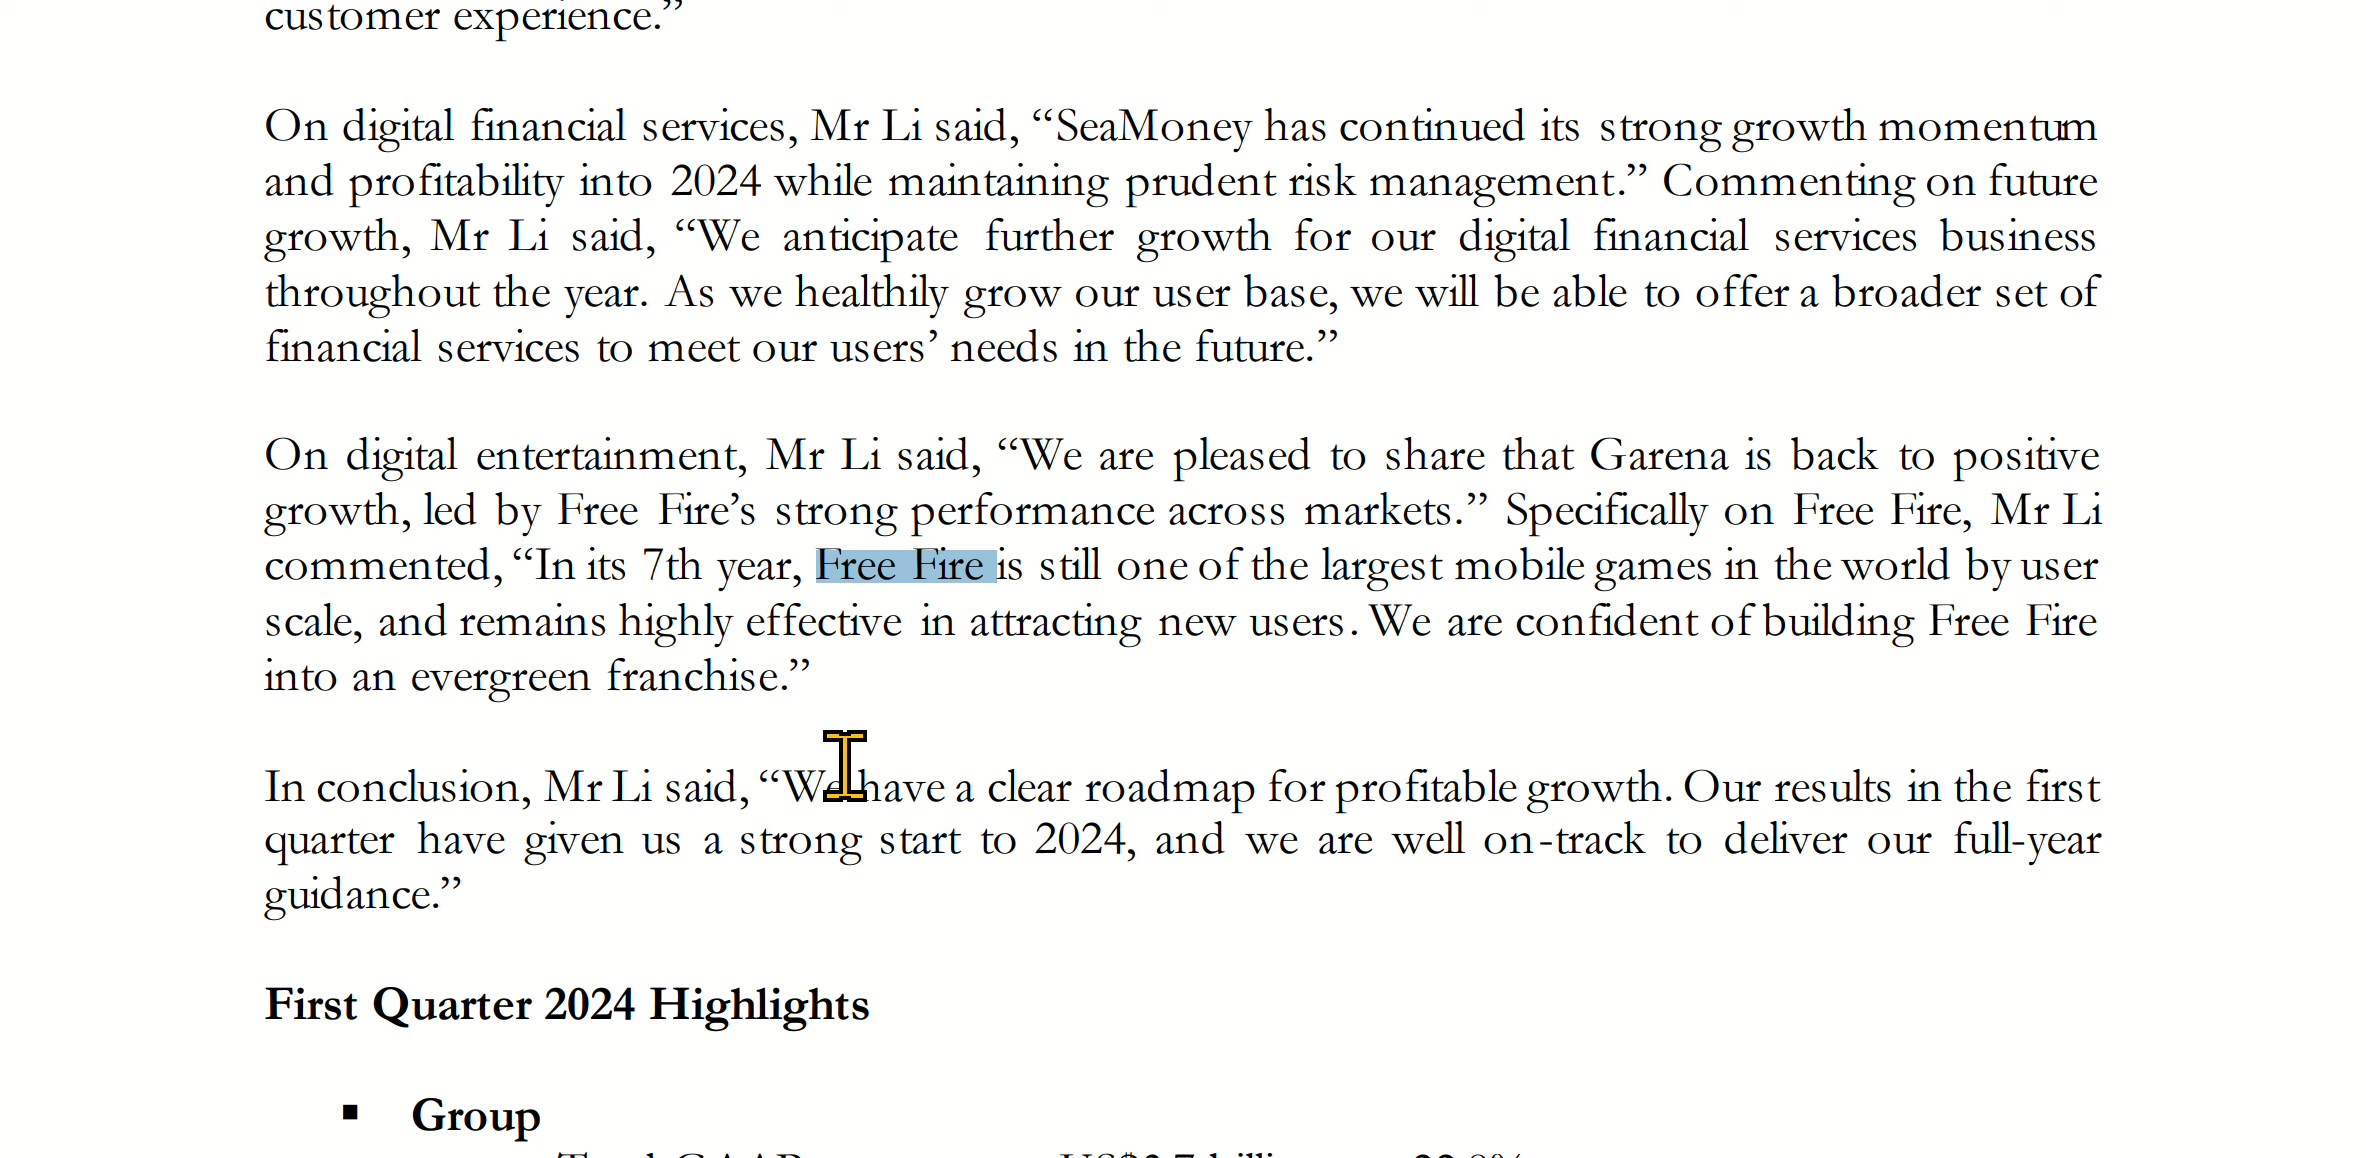 customer experience.”
On digital financial services, Mr Li said, “SeaMoney has continued its strong growth momentum
and profitability into 2024 while maintaining prudent risk management.” Commenting on future
growth, Mr Li said, “We anticipate further growth for our digital financial services business
throughout the year. As we healthily grow our user base, we will be able to offer a broader set of
financial services to meet our users’ needs in the future.”
On digital entertainment, Mr Li said, “We are pleased to share that Garena is back to positive
growth, led by Free Fire’s strong performance across markets.” Specifically on Free Fire, Mr Li
commented, “In its 7th year, Free Fire is still one of the largest mobile games in the world by user
scale, and remains highly effective in attracting new users. We are confident of building Free Fire
into an evergreen franchise.”
In conclusion, Mr Li said, “We have a clear roadmap for profitable growth. Our results in the first
quarter have given us a strong start to 2024, and we are well on-track to deliver our full-year
guidance.”
First Quarter 2024 Highlights
▪ Group